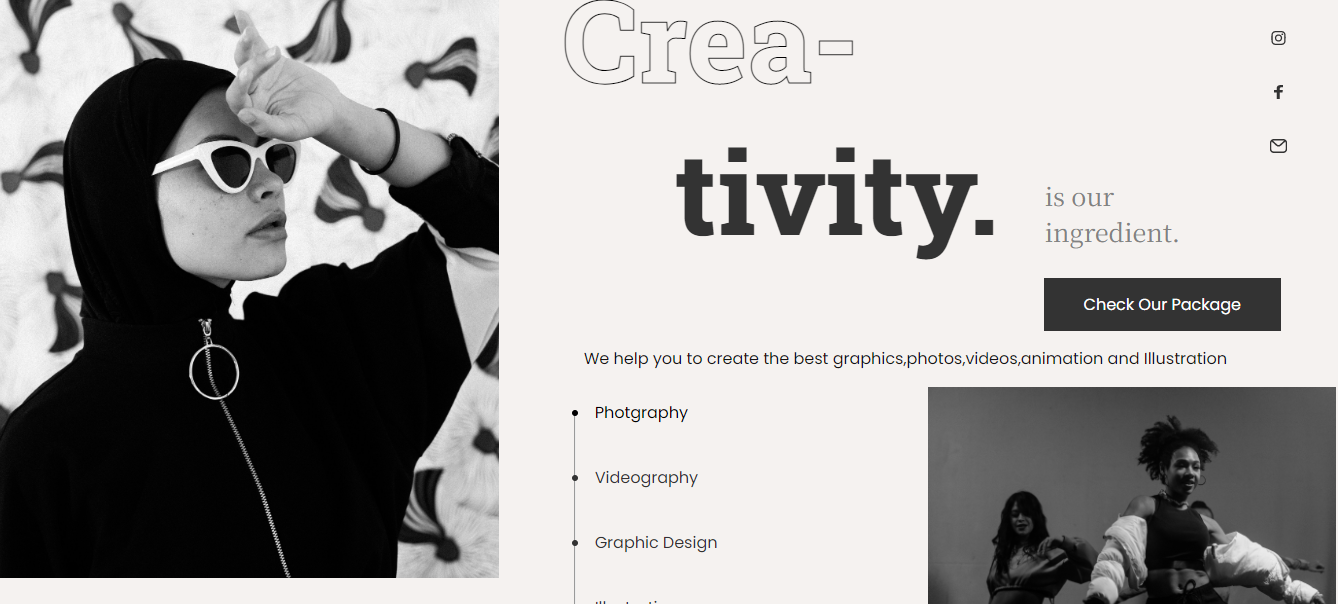 Crea-
tivity.
is our
ingredient.
Check Our Package
We help you to create the best graphics,photos,videos,animation and Illustration
Photgraphy
Videography
Graphic Design